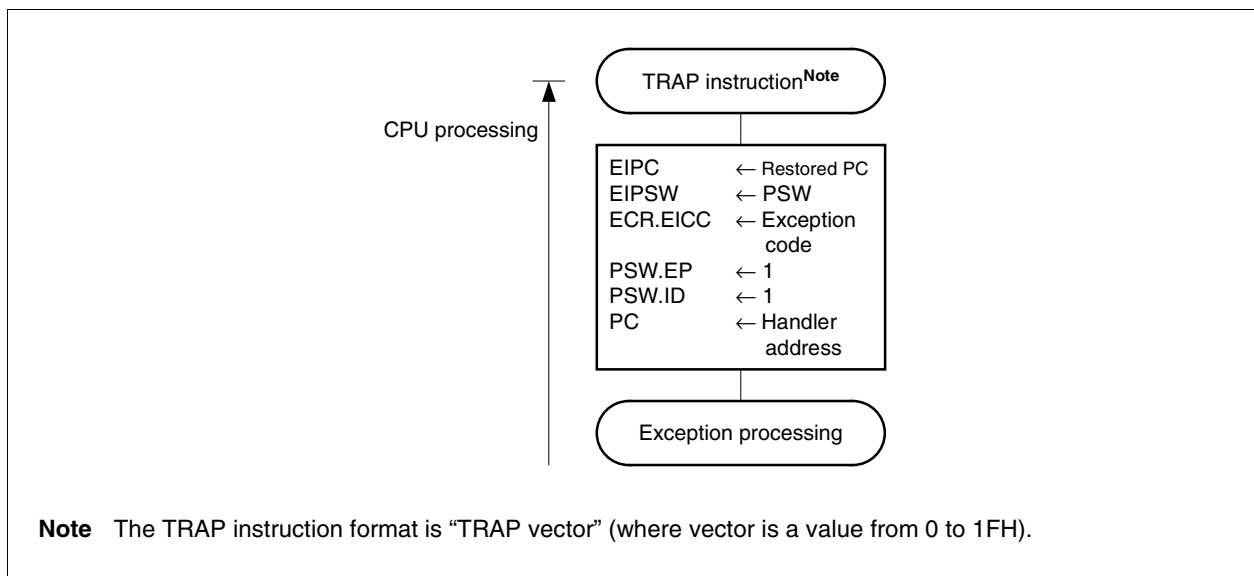 TRAP instructionNote
CPU processing
EIPC ← Restored PC
EIPSW ← PSW
ECR.EICC ← Exception
code
PSW.EP ← 1
PSW.ID ← 1
PC ← Handler
address
Exception processing
Note The TRAP instruction format is “TRAP vector” (where vector is a value from 0 to 1FH).